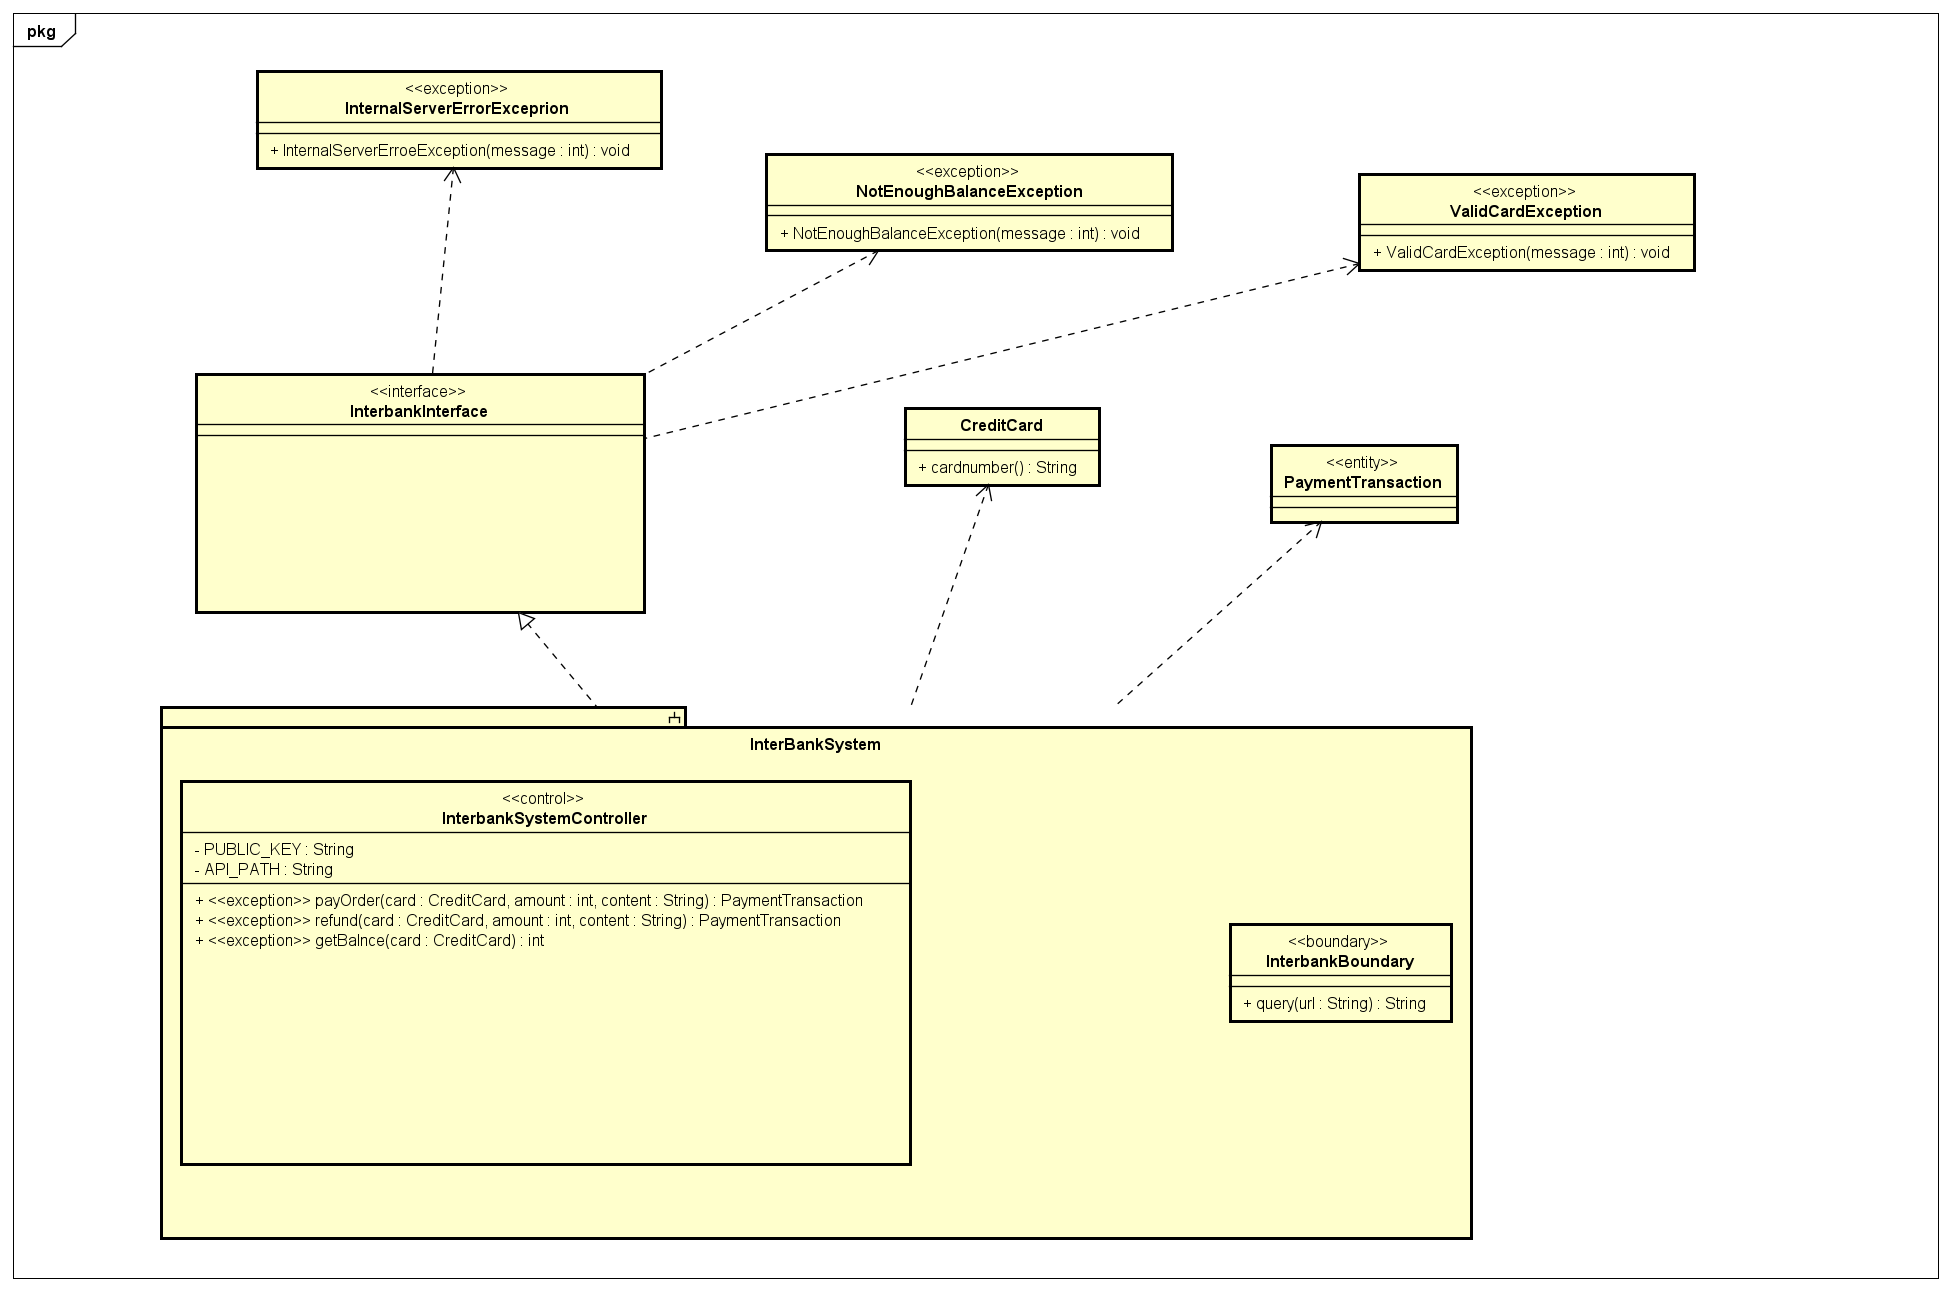 pkg
<<exception>>
InternalServerErrorExceprion
+ InternalServerErroeException(message : int) : void
<<exception>>
NotEnoughBalanceException
+ NotEnoughBalanceException(message : int) : void
<<exception>>
ValidCardException
+ ValidCardException(message : int) : void
<<interface>>
InterbankInterface
CreditCard
+ cardnumber() : String
<<entity>>
PaymentTransaction
InterBankSystem
<<control>>
InterbankSystemController
- PUBLIC_KEY : String
- API_PATH : String
+ <<exception>> payOrder(card : CreditCard, amount : int, content : String) : PaymentTransaction
+ <<exception>> refund(card : CreditCard, amount : int, content : String) : PaymentTransaction
+ <<exception>> getBalnce(card : CreditCard) : int
<<boundary>>
InterbankBoundary
+ query(url : String) : String